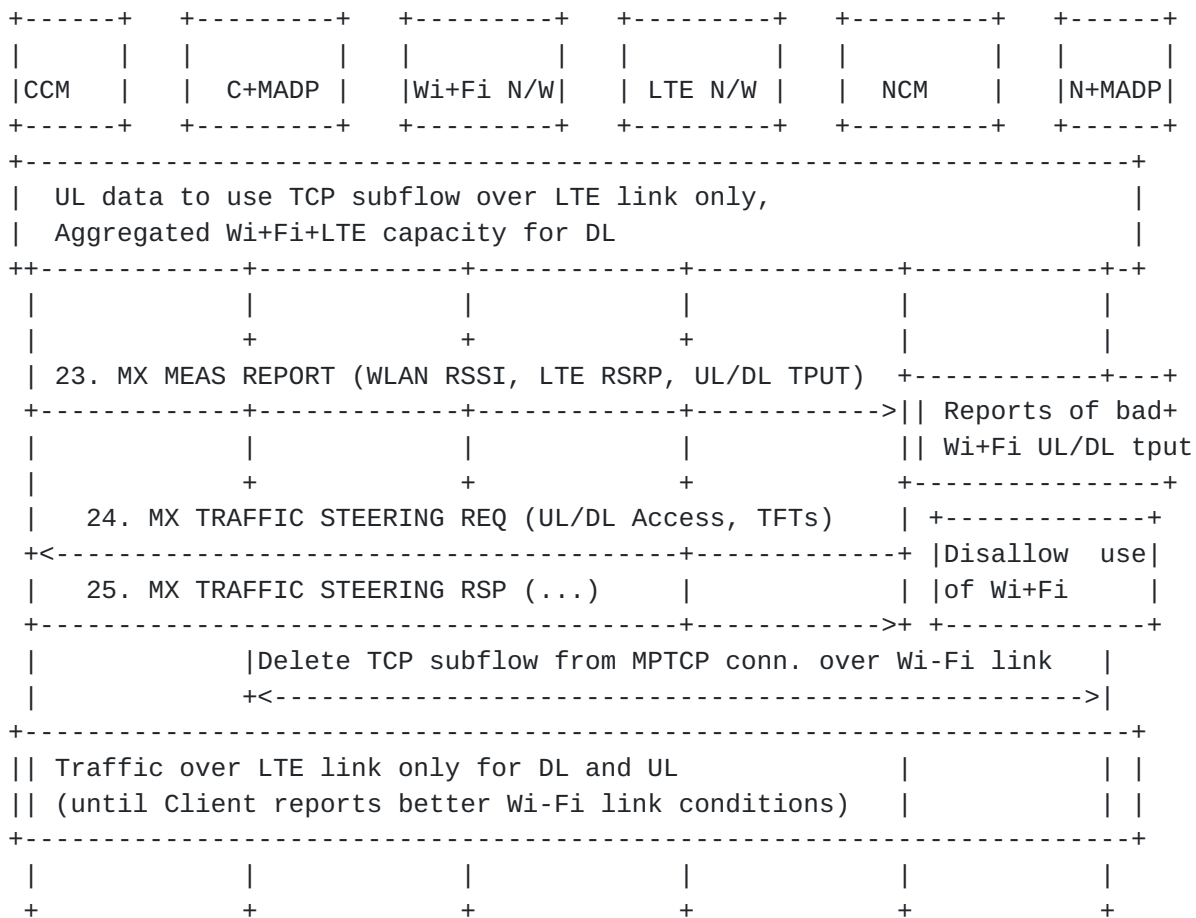 CCM C+MADP Wi+Fi N/W LTE N/W NCM N+MADP
UL data to use TCP subflow over LTE link only,
Aggregated Wi+Fi+LTE capacity for DL
23. MX MEAS REPORT (WLAN RSSI, LTE RSRP, UL/DL TPUT)
Reports of bad
Wi+Fi UL/DL tput
24. MX TRAFFIC STEERING REQ (UL/DL Access, TFTs)
Disallow use
25. MX TRAFFIC STEERING RSP (...)
of Wi+Fi
Delete TCP subflow from MPTCP conn. over Wi-Fi link
Traffic over LTE link only for DL and UL
(until Client reports better Wi-Fi link conditions)